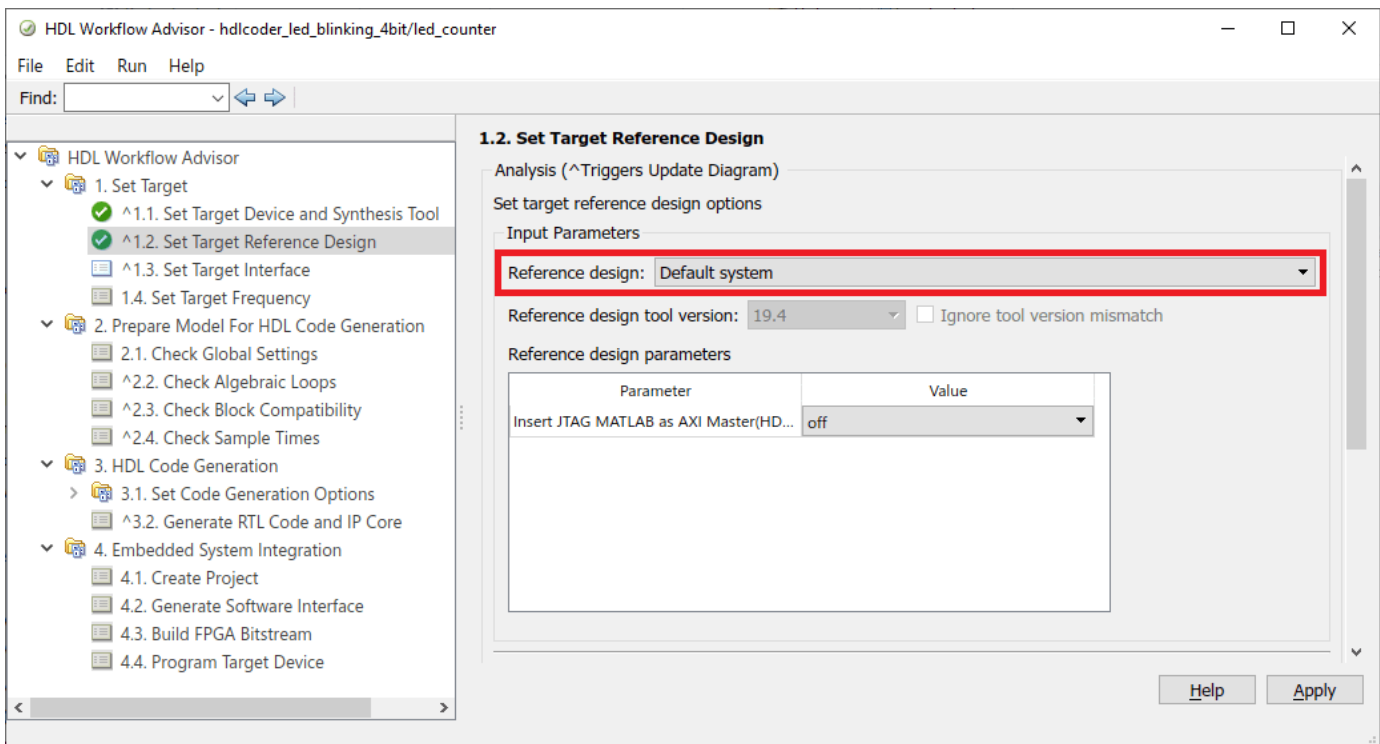 HDL Workflow Advisor - hdlcoder_led_blinking_4bit/led_counter
File Edit Run Help
Find:
HDL Workflow Advisor
1. Set Target
^1.1. Set Target Device and Synthesis Tool
^1.2. Set Target Reference Design
^1.3. Set Target Interface
1.4. Set Target Frequency
2. Prepare Model For HDL Code Generation
2.1. Check Global Settings
^2.2. Check Algebraic Loops
^2.3. Check Block Compatibility
^2.4. Check Sample Times
3. HDL Code Generation
3.1. Set Code Generation Options
^3.2. Generate RTL Code and IP Core
4. Embedded System Integration
4.1. Create Project
4.2. Generate Software Interface
4.3. Build FPGA Bitstream
4.4. Program Target Device
1.2. Set Target Reference Design
Analysis (^Triggers Update Diagram)
Set target reference design options
Input Parameters
Reference design: Default system
Reference design tool version: 19.4 Ignore tool version mismatch
Reference design parameters
Parameter Value
Insert JTAG MATLAB as AXI Master(HD... off
Help Apply